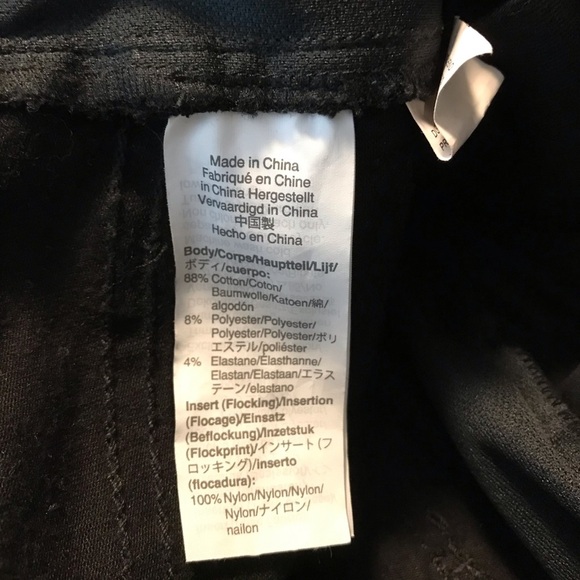 Made in China
Fabriqué en Chine
in China Hergestellt
Vervaardigd in China
中国製
Hecho en China
Body/Corps/Hauptteil/Lijf/
ボディ/cuerpo:
88% Cotton/Coton/
Baumwolle/Katoen/綿/
algodón
8% Polyester/Polyester/
Polyester/Polyester/ポリ
エステル/poliéster
4% Elastane/Élasthanne/
Elastan/Elastaan/エラス
テーン/elastano
Insert (Flocking)/Insertion
(Flocage)/Einsatz
(Beflockung)/Inzetstuk
(Flockprint)/インサート (フ
ロッキング)/inserto
(flocadura):
100% Nylon/Nylon/Nylon/
Nylon/ナイロン/
nailon